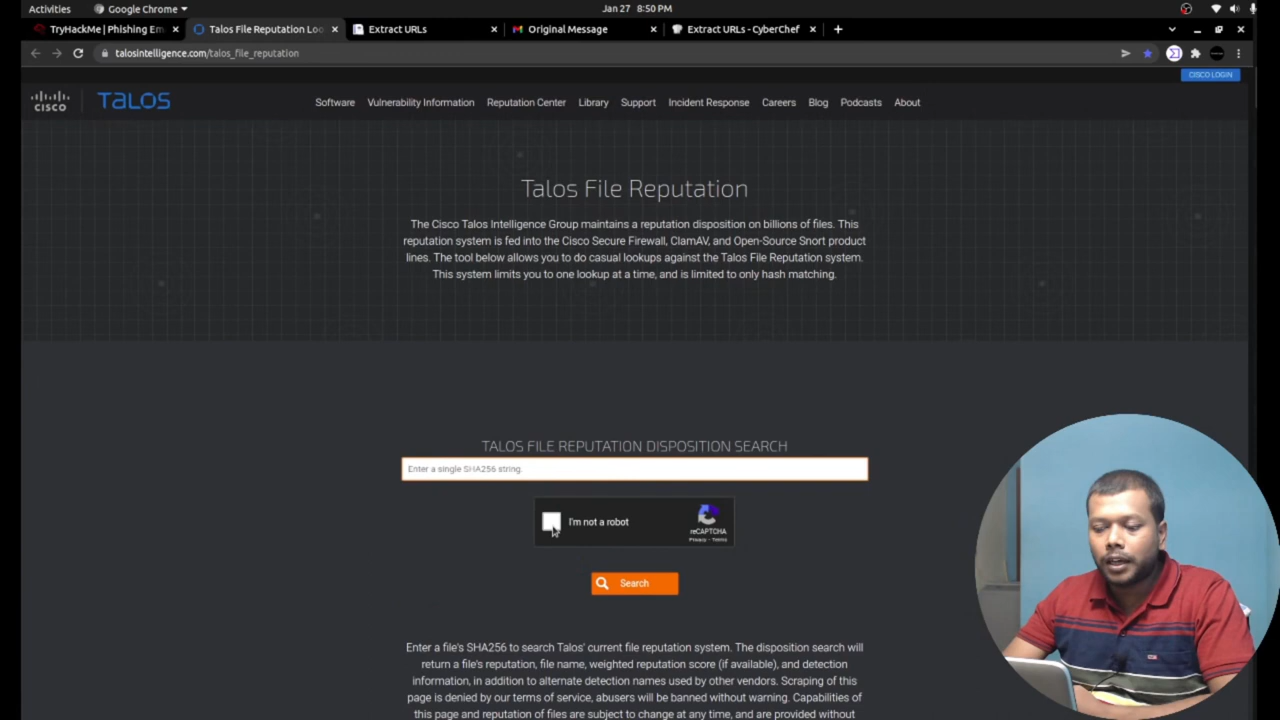 Activities
Google Chrome
Jan 27 8:50 PM
TryHackMe | Phishing Em
Talos File Reputation Loo
Extract URLs
Original Message
Extract URLs - CyberChef
talosintelligence.com/talos_file_reputation
CISCO LOGIN
CISCO
TALOS
Software
Vulnerability Information
Reputation Center
Library
Support
Incident Response
Careers
Blog
Podcasts
About
Talos File Reputation
The Cisco Talos Intelligence Group maintains a reputation disposition on billions of files. This
reputation system is fed into the Cisco Secure Firewall, ClamAV, and Open-Source Snort product
lines. The tool below allows you to do casual lookups against the Talos File Reputation system.
This system limits you to one lookup at a time, and is limited to only hash matching.
TALOS FILE REPUTATION DISPOSITION SEARCH
Enter a single SHA256 string.
I'm not a robot
reCAPTCHA
Privacy - Terms
Search
Enter a file's SHA256 to search Talos' current file reputation system. The disposition search will
return a file's reputation, file name, weighted reputation score (if available), and detection
information, in addition to alternate detection names used by other vendors. Scraping of this
page is denied by our terms of service, abusers will be banned without warning. Capabilities of
this page and reputation of files are subject to change at any time, and are provided without